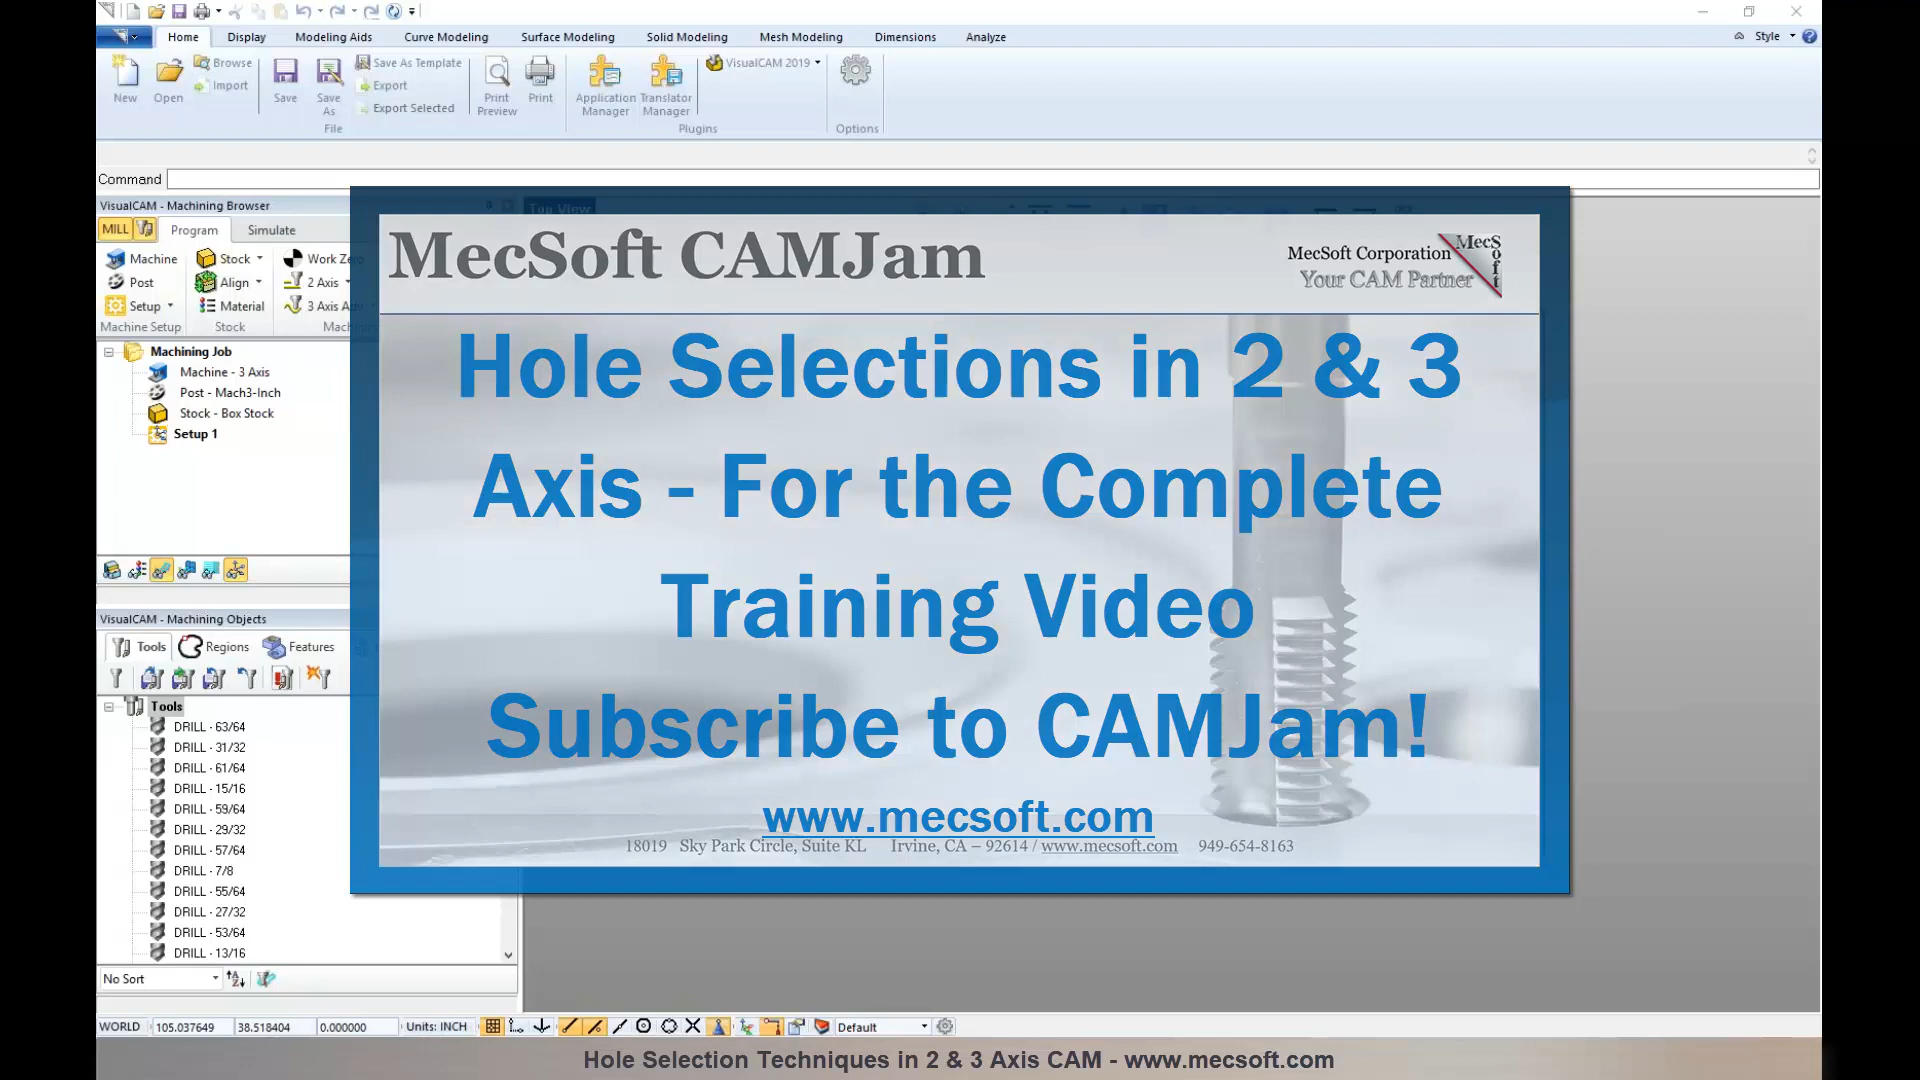 Home Display Modeling Aids Curve Modeling Surface Modeling Solid Modeling Mesh Modeling Dimensions Analyze Style
New
Open
Browse
Import
Save
Save As
Save As Template
Export
Export Selected
File
Print Preview
Print
Application Manager
Translator Manager
VisualCAM 2019
Plugins
Options
Command
VisualCAM - Machining Browser
Top View
MILL Program Simulate
Machine Stock
Post Align 2 Axis
Setup Material 3 Axis
Machine Setup Stock
Machining Job
Machine - 3 Axis
Post - Mach3-Inch
Stock - Box Stock
Setup 1
MecSoft CAMJam
MecSoft Corporation
Your CAM Partner
MecSoft
Hole Selections in 2 & 3
Axis - For the Complete
Training Video
Subscribe to CAMJam!
www.mecsoft.com
18019 Sky Park Circle, Suite KL Irvine, CA – 92614 / www.mecsoft.com 949-654-8163
VisualCAM - Machining Objects
Tools Regions Features
Tools
DRILL - 63/64
DRILL - 31/32
DRILL - 61/64
DRILL - 15/16
DRILL - 59/64
DRILL - 29/32
DRILL - 57/64
DRILL - 7/8
DRILL - 55/64
DRILL - 27/32
DRILL - 53/64
DRILL - 13/16
No Sort
WORLD 105.037649 38.518404 0.000000 Units: INCH Default
Hole Selection Techniques in 2 & 3 Axis CAM - www.mecsoft.com